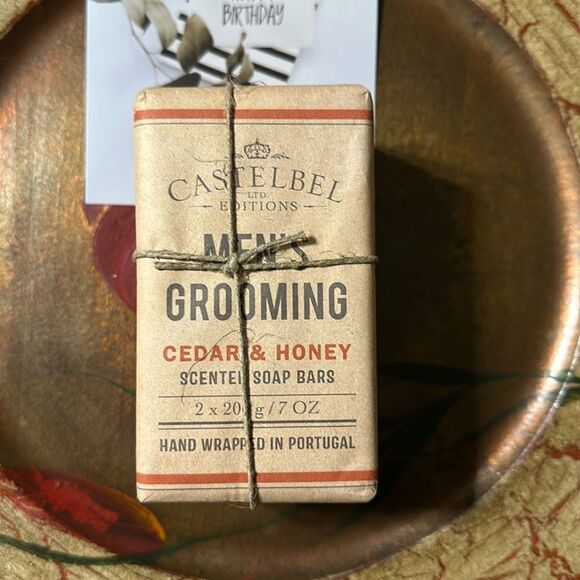 BIRTHDAY
CASTELBEL
LTD
EDITIONS
MEN'S
GROOMING
CEDAR & HONEY
SCENTED SOAP BARS
2 x 200g / 7 OZ
HAND WRAPPED IN PORTUGAL